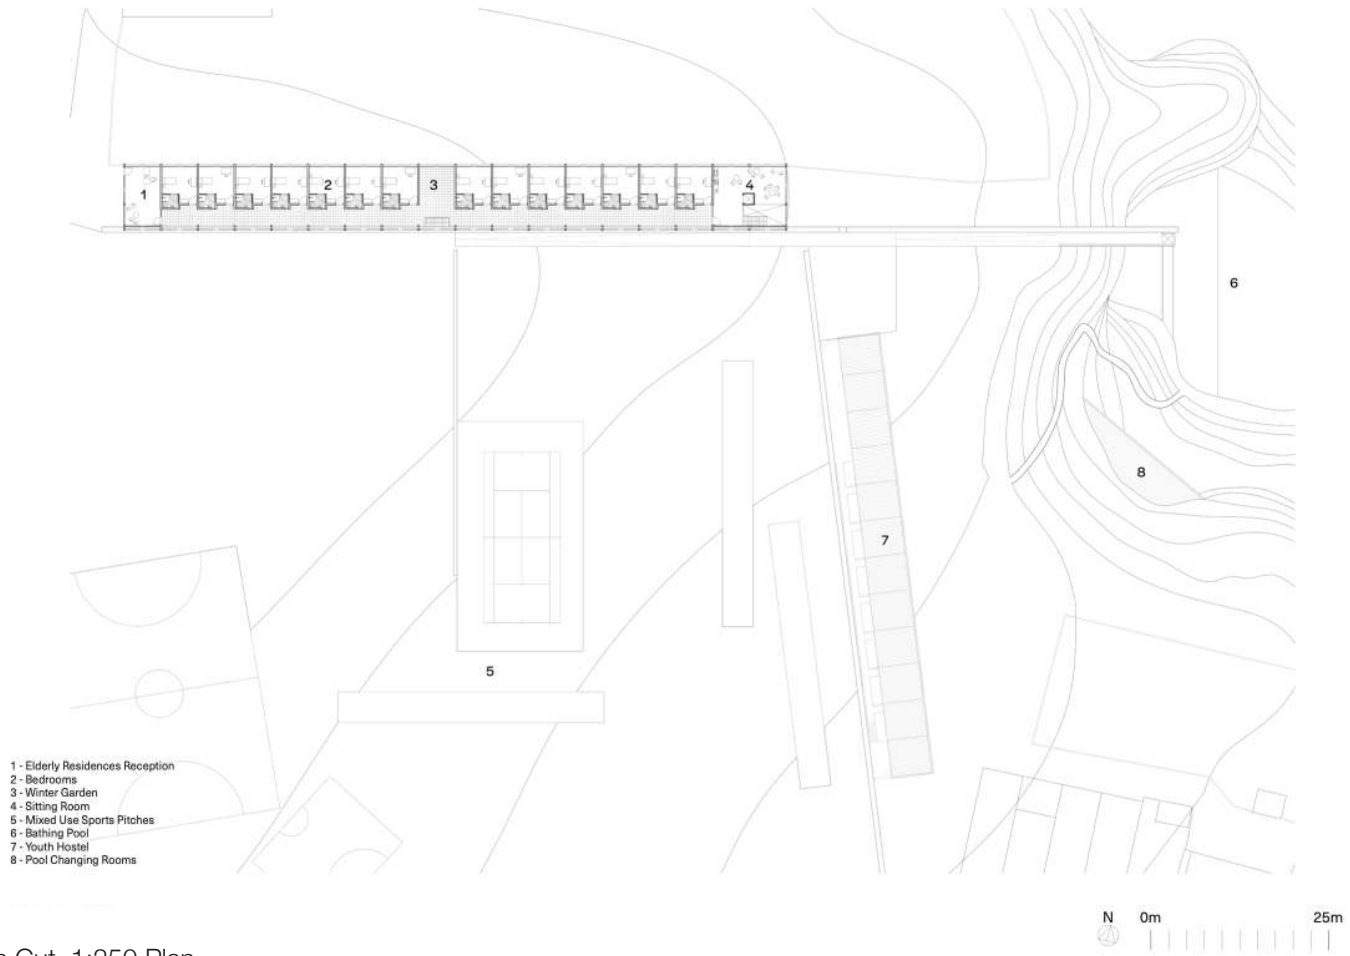 1
2
3
4
6
8
7
5
1 - Elderly Residences Reception
2 - Bedrooms
3 - Winter Garden
4 - Sitting Room
5 - Mixed Use Sports Pitches
6 - Bathing Pool
7 - Youth Hostel
8 - Pool Changing Rooms
N 0m 25m
Cut, 1:250 Plan